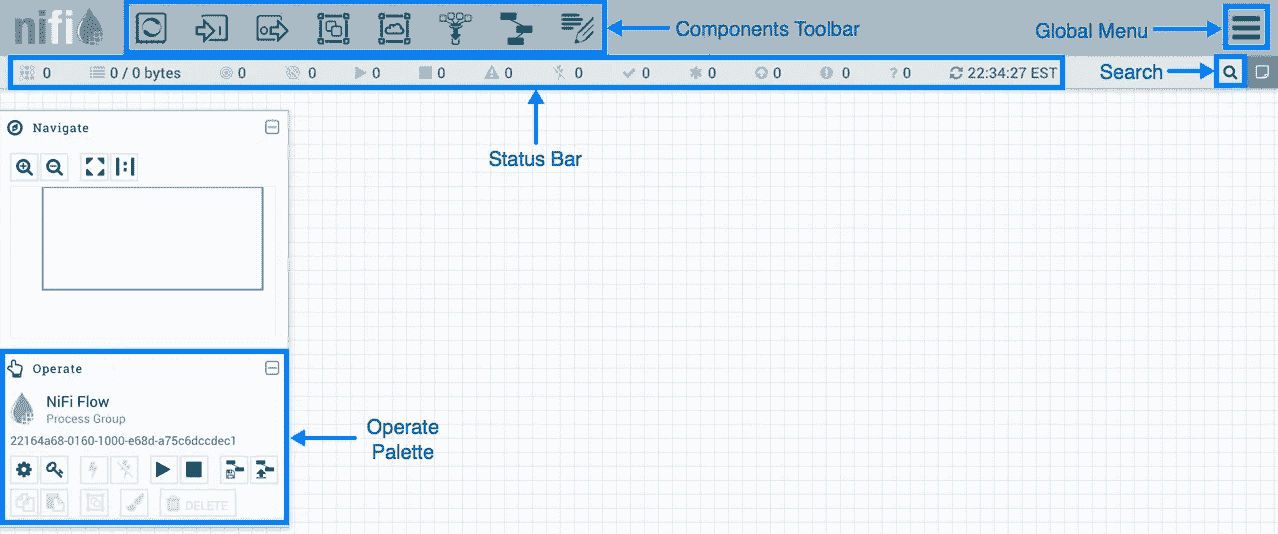 nifi
Components Toolbar
Global Menu
0 0 / 0 bytes 0 0 0 0 0 0 0 0 0 0 0 22:34:27 EST
Search
Status Bar
Navigate
Operate
NiFi Flow
Process Group
22164a68-0160-1000-e68d-a75c6dccdec1
DELETE
Operate
Palette